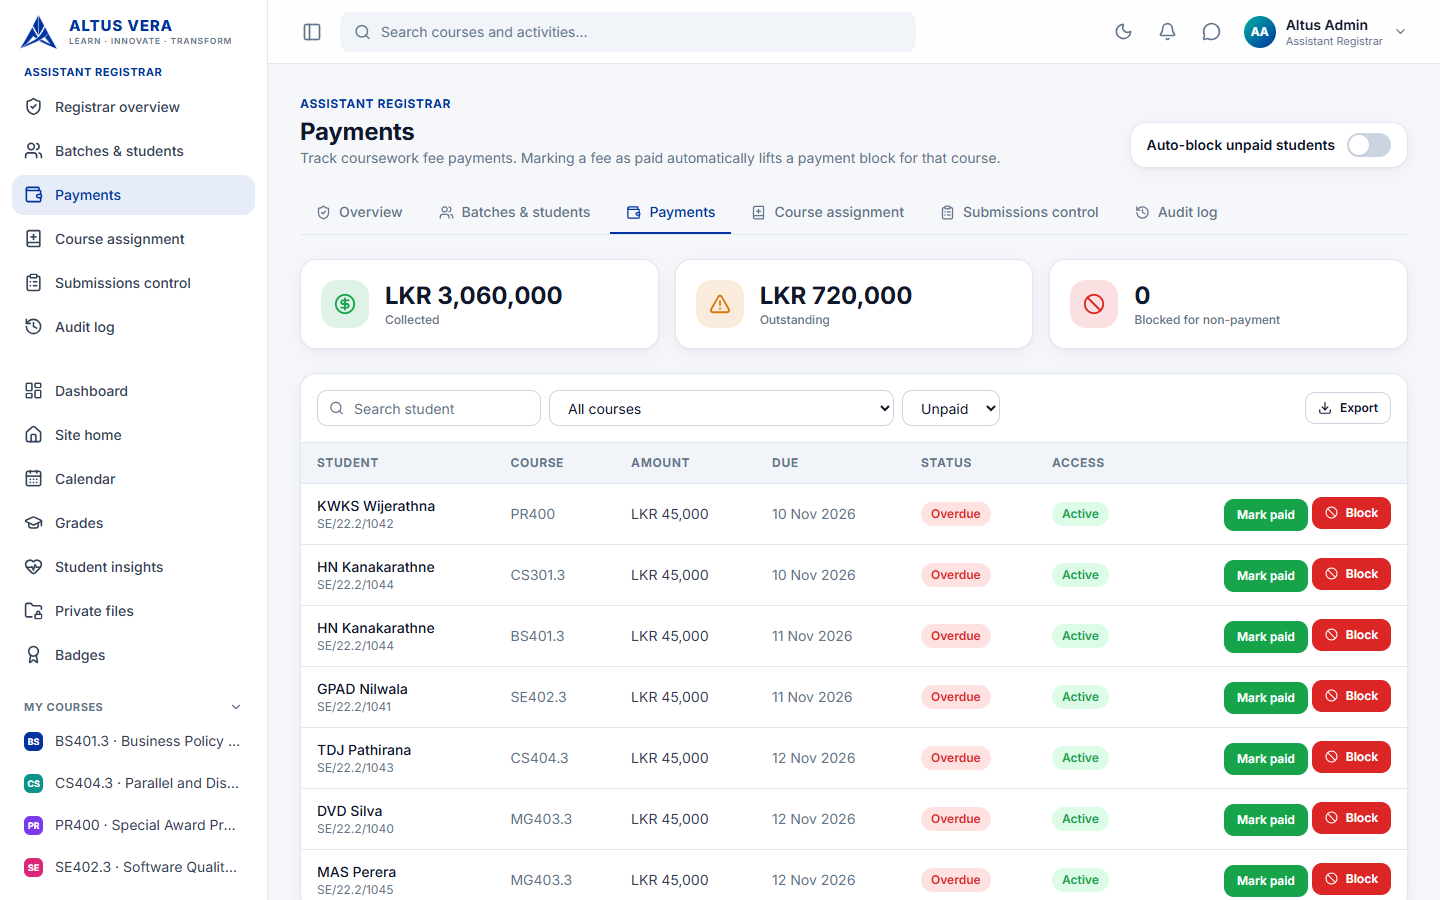 ALTUS VERA
LEARN · INNOVATE · TRANSFORM
ASSISTANT REGISTRAR
Registrar overview
Batches & students
Payments
Course assignment
Submissions control
Audit log
Dashboard
Site home
Calendar
Grades
Student insights
Private files
Badges
MY COURSES
BS BS401.3 · Business Policy ...
CS CS404.3 · Parallel and Dis...
PR PR400 · Special Award Pr...
SE SE402.3 · Software Qualit...
Search courses and activities...
AA Altus Admin
Assistant Registrar
ASSISTANT REGISTRAR
Payments
Track coursework fee payments. Marking a fee as paid automatically lifts a payment block for that course.
Auto-block unpaid students
Overview Batches & students Payments Course assignment Submissions control Audit log
LKR 3,060,000
Collected
LKR 720,000
Outstanding
0
Blocked for non-payment
Search student All courses Unpaid Export
STUDENT COURSE AMOUNT DUE STATUS ACCESS
KWKS Wijerathna
SE/22.2/1042
PR400 LKR 45,000 10 Nov 2026 Overdue Active Mark paid Block
HN Kanakarathne
SE/22.2/1044
CS301.3 LKR 45,000 10 Nov 2026 Overdue Active Mark paid Block
HN Kanakarathne
SE/22.2/1044
BS401.3 LKR 45,000 11 Nov 2026 Overdue Active Mark paid Block
GPAD Nilwala
SE/22.2/1041
SE402.3 LKR 45,000 11 Nov 2026 Overdue Active Mark paid Block
TDJ Pathirana
SE/22.2/1043
CS404.3 LKR 45,000 12 Nov 2026 Overdue Active Mark paid Block
DVD Silva
SE/22.2/1040
MG403.3 LKR 45,000 12 Nov 2026 Overdue Active Mark paid Block
MAS Perera
SE/22.2/1045
MG403.3 LKR 45,000 12 Nov 2026 Overdue Active Mark paid Block